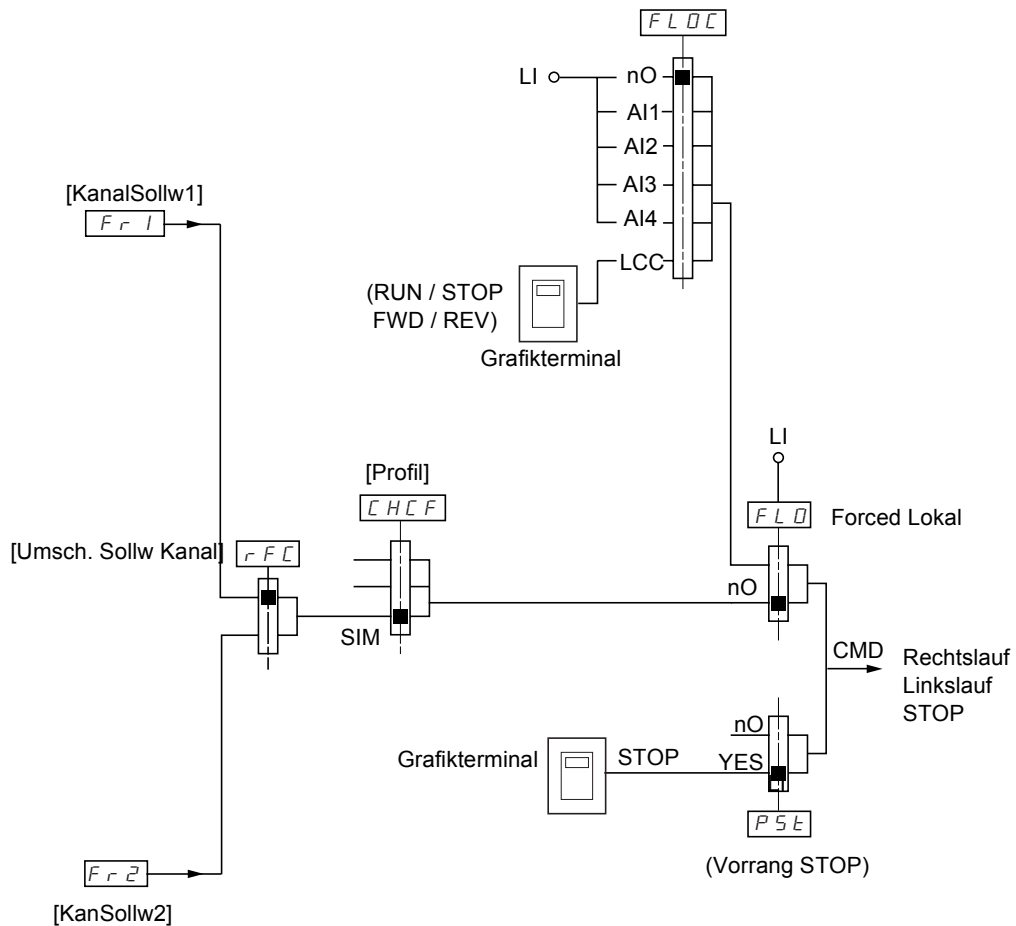 FLOC
LI
nO
AI1
AI2
AI3
AI4
LCC
[KanalSollw1]
Fr1
(RUN / STOP
FWD / REV)
Grafikterminal
LI
[Profil]
CHCF
FLO
Forced Lokal
[Umsch. Sollw Kanal]
rFC
nO
SIM
CMD
Rechtslauf
Linkslauf
STOP
nO
Grafikterminal
STOP
YES
PSt
(Vorrang STOP)
Fr2
[KanSollw2]